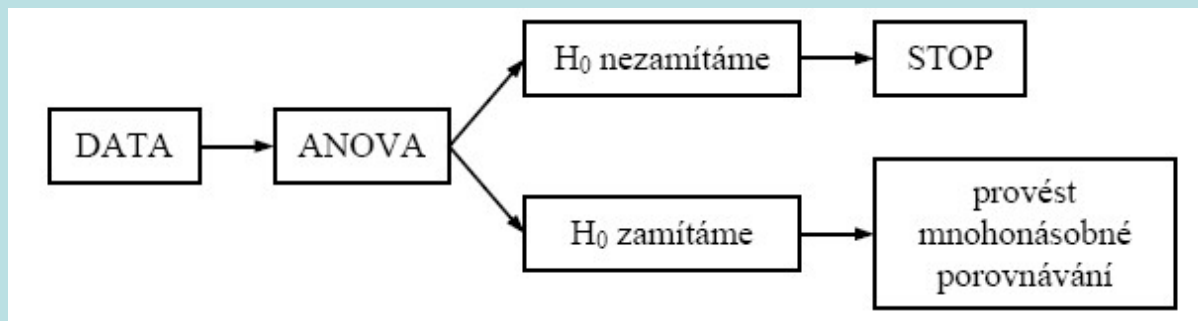 DATA
ANOVA
H₀ nezamítáme
STOP
H₀ zamítáme
provést
mnohonásobné
porovnávání